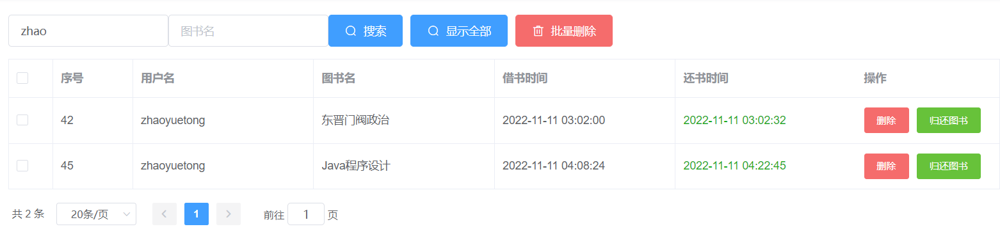 zhao 图书名 搜索 显示全部 批量删除
序号 用户名 图书名 借书时间 还书时间 操作
42 zhaoyuetong 东晋门阀政治 2022-11-11 03:02:00 2022-11-11 03:02:32 删除 归还图书
45 zhaoyuetong Java程序设计 2022-11-11 04:08:24 2022-11-11 04:22:45 删除 归还图书
共 2 条 20条/页 1 前往 1 页